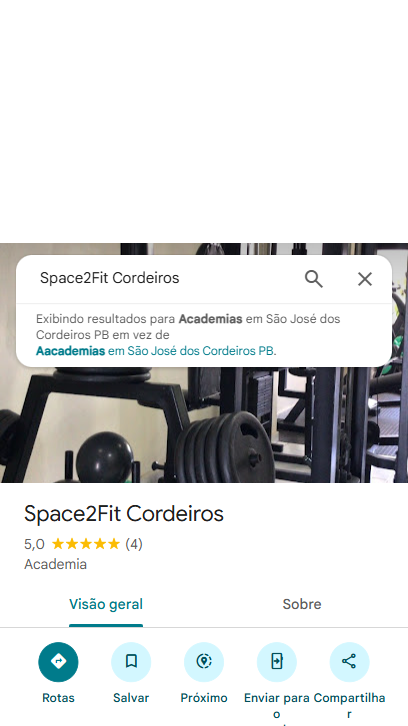 Space2Fit Cordeiros
Exibindo resultados para Academias em São José dos
Cordeiros PB em vez de
Aacademias em São José dos Cordeiros PB.
Space2Fit Cordeiros
5,0 (4)
Academia
Visão geral
Sobre
Rotas
Salvar
Próximo
Enviar para
o
Compartilha
r